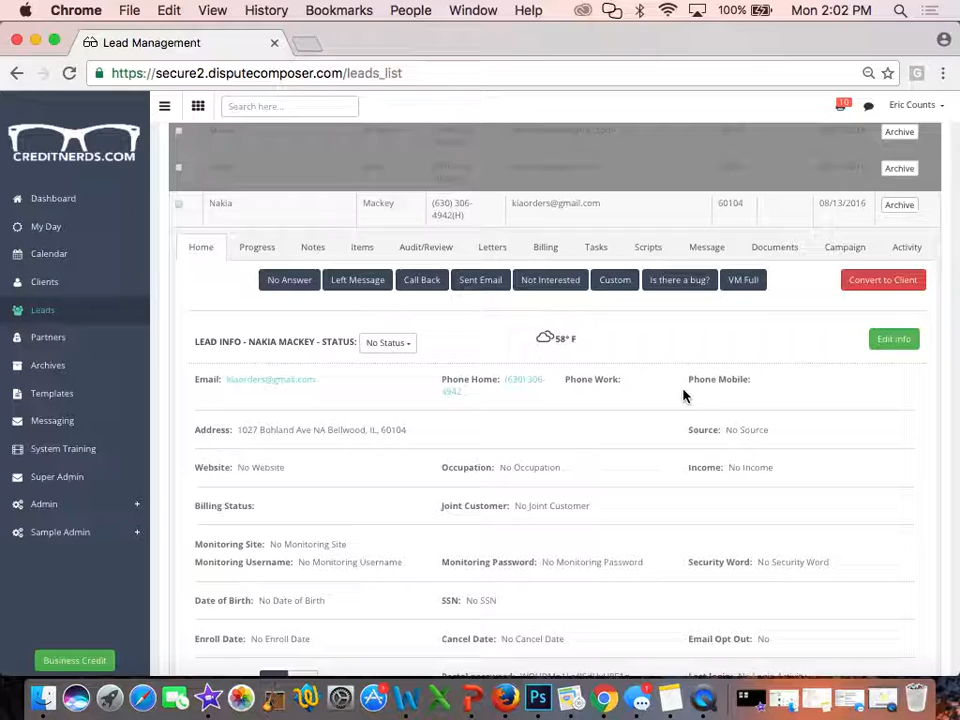 Chrome File Edit View History Bookmarks People Window Help 100% Mon 2:02 PM
Lead Management
https://secure2.disputecomposer.com/leads_list
Search here... 10 Eric Counts
CREDITNERDS.COM
Dashboard
My Day
Calendar
Clients
Leads
Partners
Archives
Templates
Messaging
System Training
Super Admin
Admin +
Sample Admin +
Business Credit
Archive
Archive
Nakia Mackey (630) 306- kiaorders@gmail.com 60104 08/13/2016 Archive
4942(H)
Home Progress Notes Items Audit/Review Letters Billing Tasks Scripts Message Documents Campaign Activity
No Answer Left Message Call Back Sent Email Not Interested Custom Is there a bug? VM Full Convert to Client
LEAD INFO - NAKIA MACKEY - STATUS: No Status 58° F Edit info
Email: kiaorders@gmail.com Phone Home: (630) 306- Phone Work: Phone Mobile:
4942
Address: 1027 Bohland Ave NA Bellwood, IL, 60104 Source: No Source
Website: No Website Occupation: No Occupation Income: No Income
Billing Status: Joint Customer: No Joint Customer
Monitoring Site: No Monitoring Site
Monitoring Username: No Monitoring Username Monitoring Password: No Monitoring Password Security Word: No Security Word
Date of Birth: No Date of Birth SSN: No SSN
Enroll Date: No Enroll Date Cancel Date: No Cancel Date Email Opt Out: No